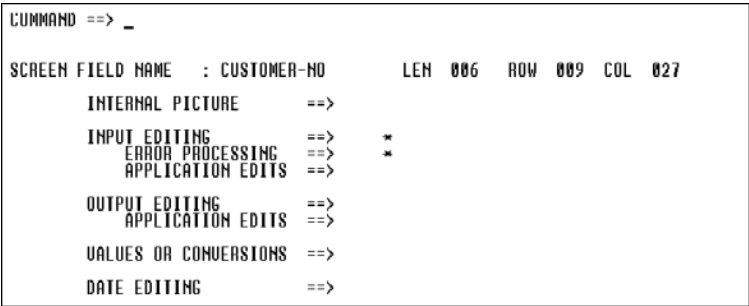 COMMAND ==> _
SCREEN FIELD NAME : CUSTOMER-NO LEN 006 ROW 009 COL 027
INTERNAL PICTURE ==>
INPUT EDITING ==> *
ERROR PROCESSING ==> *
APPLICATION EDITS ==>
OUTPUT EDITING ==>
APPLICATION EDITS ==>
VALUES OR CONVERSIONS ==>
DATE EDITING ==>